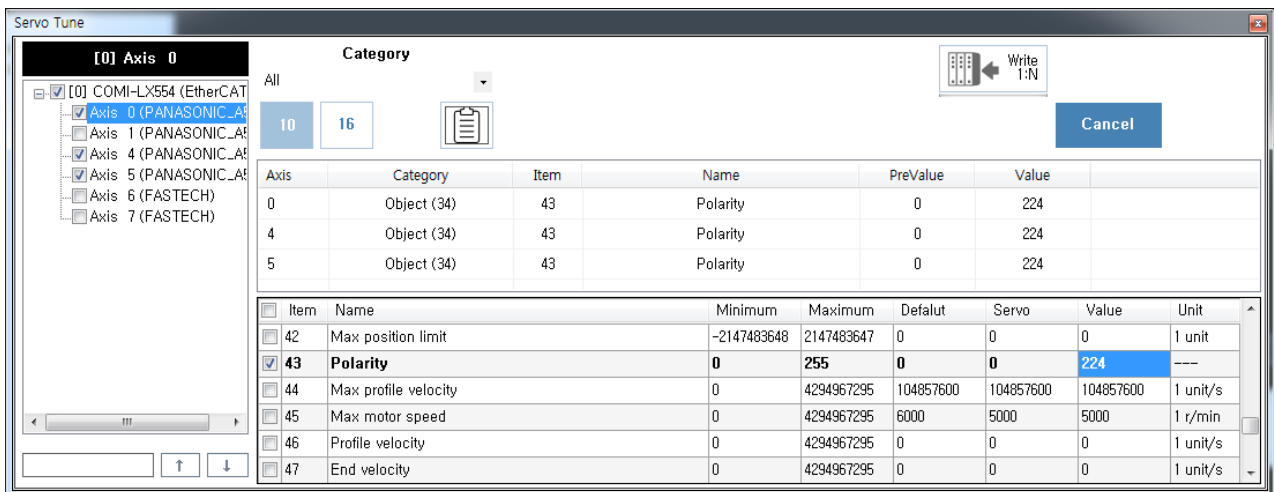 Servo Tune
[0] Axis 0
[0] COMI-LX554 (EtherCAT
Axis 0 (PANASONIC_A5
Axis 1 (PANASONIC_A5
Axis 4 (PANASONIC_A5
Axis 5 (PANASONIC_A5
Axis 6 (FASTECH)
Axis 7 (FASTECH)
Category
All
10 16
Write
1:N
Cancel
Axis Category Item Name PreValue Value
0 Object (34) 43 Polarity 0 224
4 Object (34) 43 Polarity 0 224
5 Object (34) 43 Polarity 0 224
Item Name Minimum Maximum Defalut Servo Value Unit
42 Max position limit -2147483648 2147483647 0 0 0 1 unit
43 Polarity 0 255 0 0 224 ---
44 Max profile velocity 0 4294967295 104857600 104857600 104857600 1 unit/s
45 Max motor speed 0 4294967295 6000 5000 5000 1 r/min
46 Profile velocity 0 4294967295 0 0 0 1 unit/s
47 End velocity 0 4294967295 0 0 0 1 unit/s